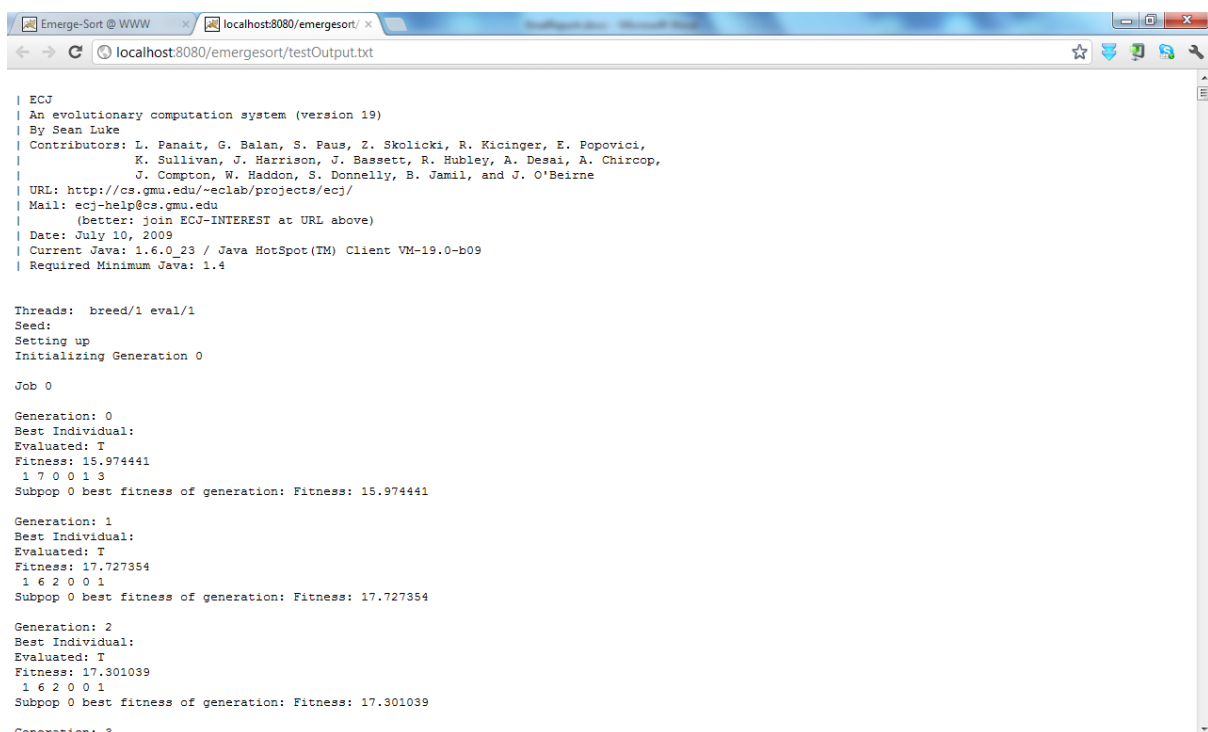 Emerge-Sort @ WWW
localhost:8080/emergesort/
localhost:8080/emergesort/testOutput.txt
| ECJ
| An evolutionary computation system (version 19)
| By Sean Luke
| Contributors: L. Panait, G. Balan, S. Paus, Z. Skolicki, R. Kicinger, E. Popovici,
| K. Sullivan, J. Harrison, J. Bassett, R. Hubley, A. Desai, A. Chircop,
| J. Compton, W. Haddon, S. Donnelly, B. Jamil, and J. O'Beirne
| URL: http://cs.gmu.edu/~eclab/projects/ecj/
| Mail: ecj-help@cs.gmu.edu
| (better: join ECJ-INTEREST at URL above)
| Date: July 10, 2009
| Current Java: 1.6.0_23 / Java HotSpot(TM) Client VM-19.0-b09
| Required Minimum Java: 1.4
Threads: breed/1 eval/1
Seed:
Setting up
Initializing Generation 0
Job 0
Generation: 0
Best Individual:
Evaluated: T
Fitness: 15.974441
1 7 0 0 1 3
Subpop 0 best fitness of generation: Fitness: 15.974441
Generation: 1
Best Individual:
Evaluated: T
Fitness: 17.727354
1 6 2 0 0 1
Subpop 0 best fitness of generation: Fitness: 17.727354
Generation: 2
Best Individual:
Evaluated: T
Fitness: 17.301039
1 6 2 0 0 1
Subpop 0 best fitness of generation: Fitness: 17.301039
Generation: 3